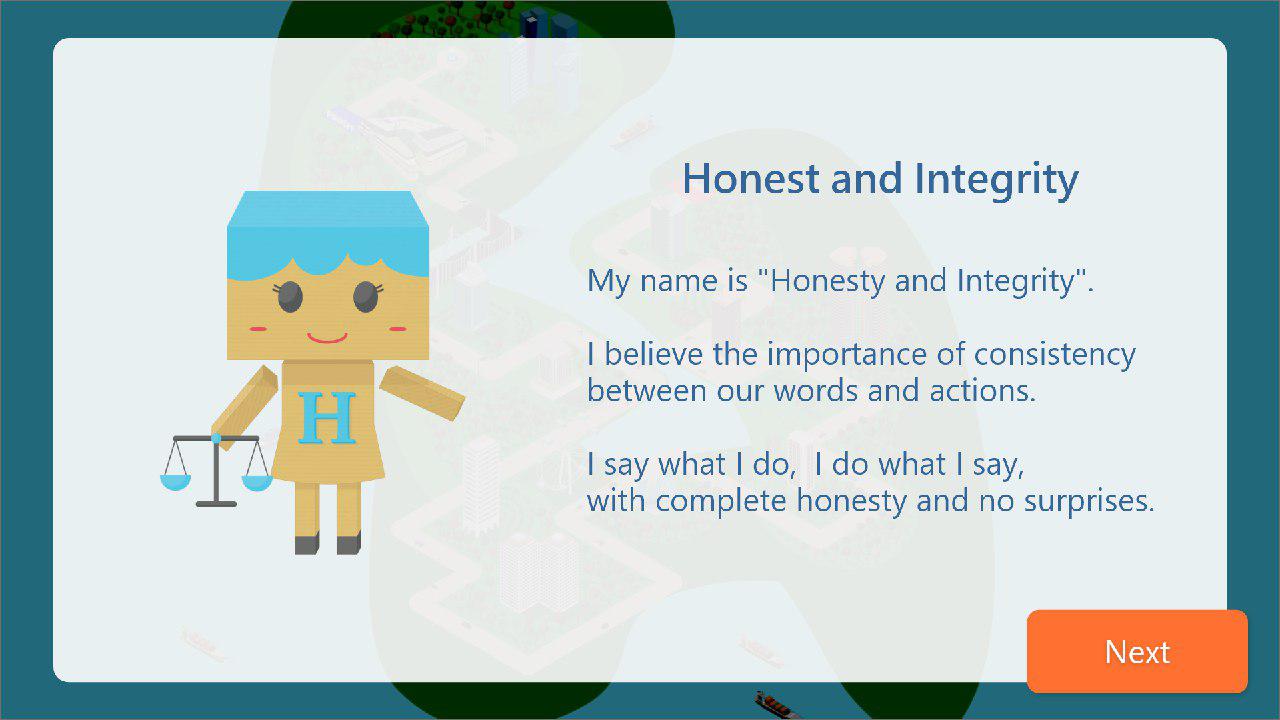 Honest and Integrity
My name is "Honesty and Integrity".
I believe the importance of consistency
between our words and actions.
H
I say what I do,  I do what I say,
with complete honesty and no surprises.
Next